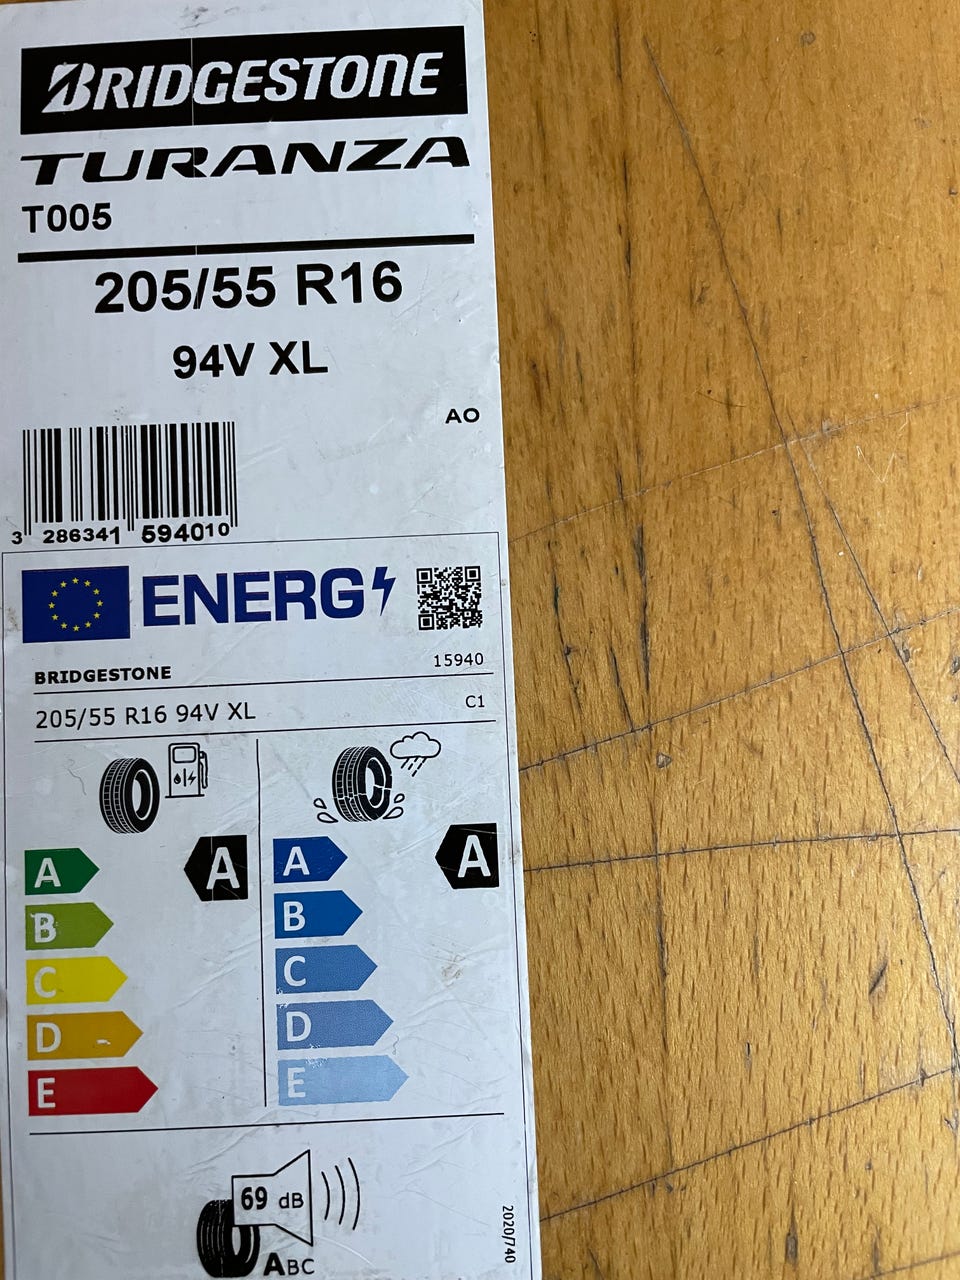 BRIDGESTONE
TURANZA
T005
205/55 R16
94V XL
AO
3 286341 594010
ENERG
BRIDGESTONE 15940
205/55 R16 94V XL C1
A A A A
B B
C C
D D
E E
69 dB
ABC
2020/740